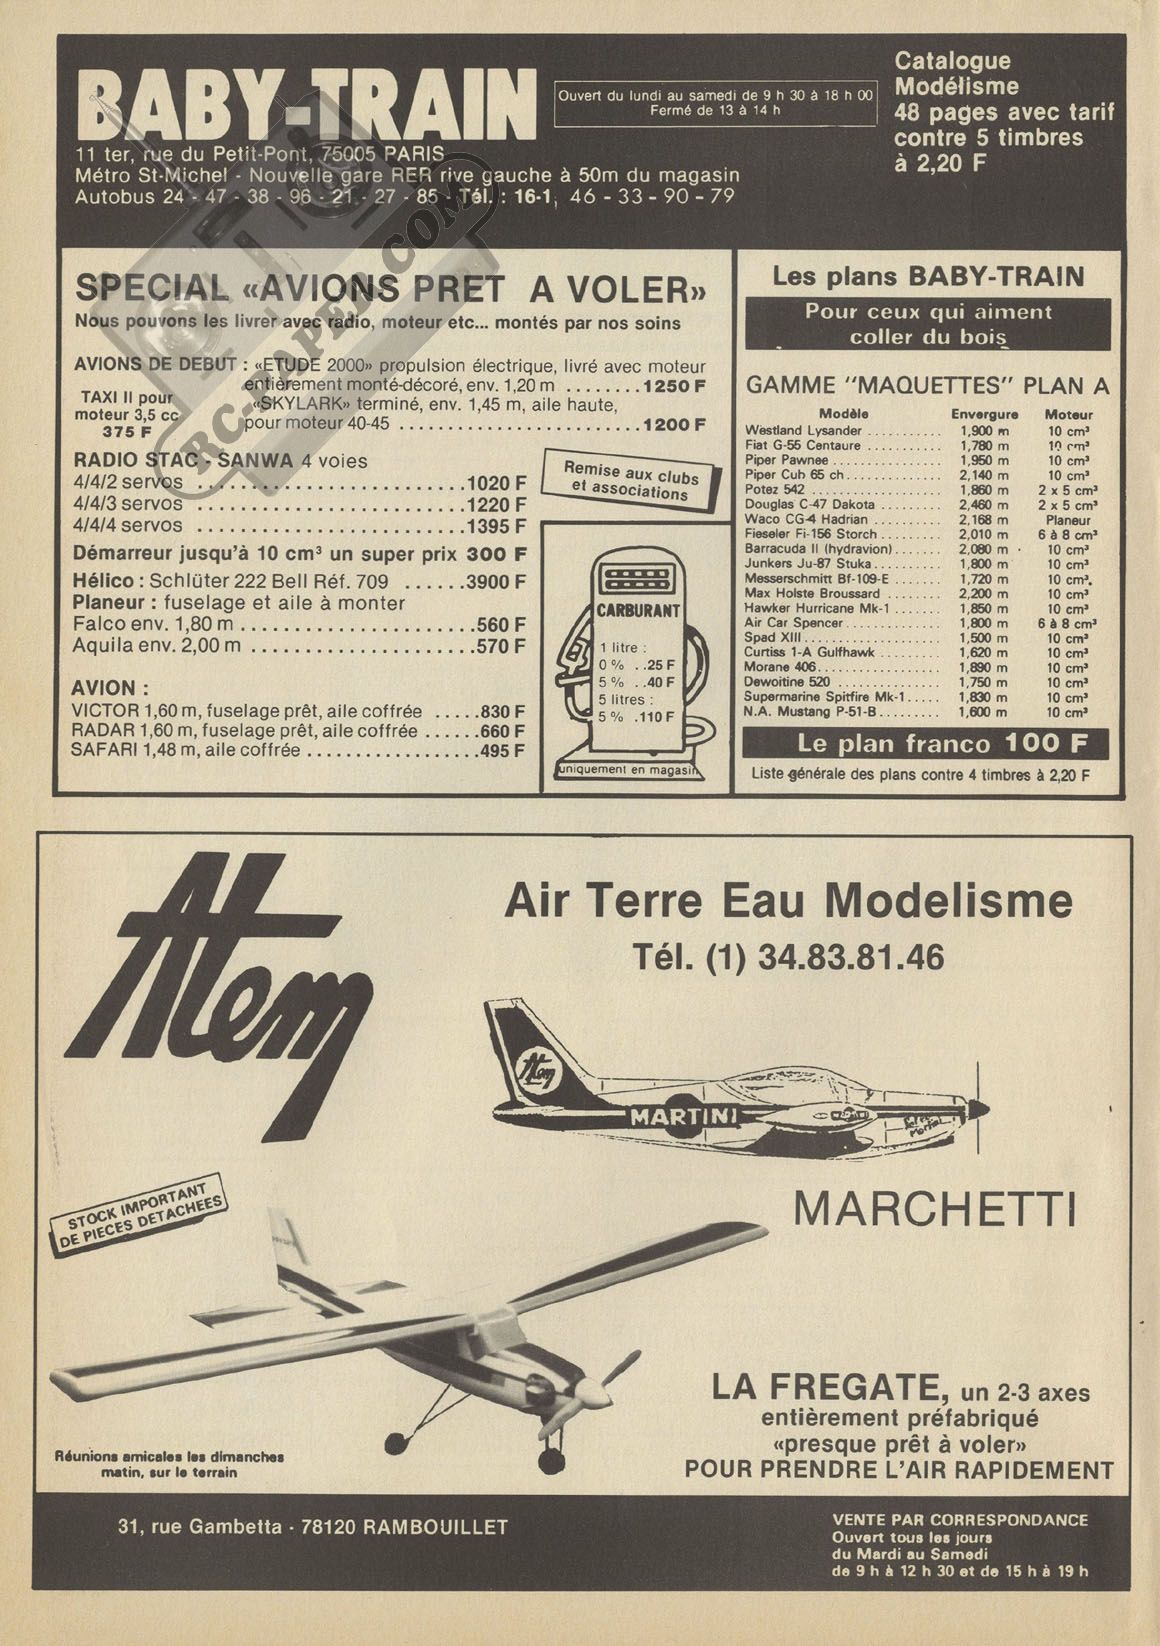 BABY-TRAIN
Ouvert du lundi au samedi de 9 h 30 à 18 h 00
Fermé de 13 à 14 h
Catalogue
Modélisme
48 pages avec tarif
contre 5 timbres
à 2,20 F
11 ter, rue du Petit-Pont, 75005 PARIS
Métro St-Michel - Nouvelle gare RER rive gauche à 50m du magasin
Autobus 24 - 47 - 38 - 96 - 21 - 27 - 85 - Tél. : 16-1, 46 - 33 - 90 - 79
RC-PAPER.COM
SPECIAL «AVIONS PRET A VOLER»
Nous pouvons les livrer avec radio, moteur etc... montés par nos soins
AVIONS DE DEBUT : «ETUDE 2000» propulsion électrique, livré avec moteur
entièrement monté-décoré, env. 1,20 m ........ 1250 F
«SKYLARK» terminé, env. 1,45 m, aile haute,
pour moteur 40-45 ........................ 1200 F
TAXI II pour
moteur 3,5 cc
375 F
RADIO STAC - SANWA 4 voies
4/4/2 servos ........................ 1020 F
4/4/3 servos ........................ 1220 F
4/4/4 servos ........................ 1395 F
Démarreur jusqu'à 10 cm³ un super prix 300 F
Hélico : Schlüter 222 Bell Réf. 709 ...... 3900 F
Planeur : fuselage et aile à monter
Falco env. 1,80 m ..................... 560 F
Aquila env. 2,00 m .................... 570 F
AVION :
VICTOR 1,60 m, fuselage prêt, aile coffrée ..... 830 F
RADAR 1,60 m, fuselage prêt, aile coffrée ...... 660 F
SAFARI 1,48 m, aile coffrée ................ 495 F
Remise aux clubs
et associations
CARBURANT
1 litre :
0 % ..25 F
5 % ..40 F
5 litres :
5 % .110 F
uniquement en magasin
Les plans BABY-TRAIN
Pour ceux qui aiment
coller du bois
GAMME "MAQUETTES" PLAN A
Modèle Envergure Moteur
Westland Lysander ........... 1,900 m 10 cm³
Fiat G-55 Centaure ........... 1,780 m 10 cm³
Piper Pawnee ................ 1,950 m 10 cm³
Piper Cub 65 ch .............. 2,140 m 10 cm³
Potez 542 ................... 1,860 m 2 x 5 cm³
Douglas C-47 Dakota ......... 2,460 m 2 x 5 cm³
Waco CG-4 Hadrian .......... 2,168 m Planeur
Fieseler Fi-156 Storch ......... 2,010 m 6 à 8 cm³
Barracuda II (hydravion) ....... 2,080 m 10 cm³
Junkers Ju-87 Stuka .......... 1,800 m 10 cm³
Messerschmitt Bf-109-E ....... 1,720 m 10 cm³
Max Holste Broussard ........ 2,200 m 10 cm³
Hawker Hurricane Mk-1 ....... 1,850 m 10 cm³
Air Car Spencer .............. 1,800 m 6 à 8 cm³
Spad XIII .................... 1,500 m 10 cm³
Curtiss 1-A Gulfhawk ......... 1,620 m 10 cm³
Morane 406 .................. 1,890 m 10 cm³
Dewoitine 520 ............... 1,750 m 10 cm³
Supermarine Spitfire Mk-1 ..... 1,830 m 10 cm³
N.A. Mustang P-51-B ......... 1,600 m 10 cm³
Le plan franco 100 F
Liste générale des plans contre 4 timbres à 2,20 F
Atem
Air Terre Eau Modelisme
Tél. (1) 34.83.81.46
Atem
MARTINI
MARCHETTI
STOCK IMPORTANT
DE PIECES DETACHEES
LA FREGATE, un 2-3 axes
entièrement préfabriqué
«presque prêt à voler»
POUR PRENDRE L'AIR RAPIDEMENT
Réunions amicales les dimanches
matin, sur le terrain
31, rue Gambetta - 78120 RAMBOUILLET
VENTE PAR CORRESPONDANCE
Ouvert tous les jours
du Mardi au Samedi
de 9 h à 12 h 30 et de 15 h à 19 h